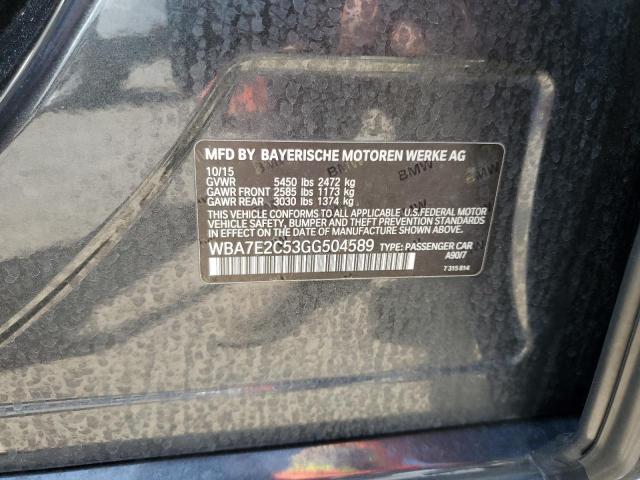 MFD BY BAYERISCHE MOTOREN WERKE AG
10/15
GVWR 5450 lbs 2472 kg
GAWR FRONT 2585 lbs 1173 kg
GAWR REAR 3030 lbs 1374 kg
THIS VEHICLE CONFORMS TO ALL APPLICABLE U.S.FEDERAL MOTOR
VEHICLE SAFETY, BUMPER AND THEFT PREVENTION STANDARDS IN
EFFECT ON THE DATE OF MANUFACTURE SHOWN ABOVE.
WBA7E2C53GG504589 TYPE: PASSENGER CAR
A90/7
7 315 814
BMW
BMW
BMW